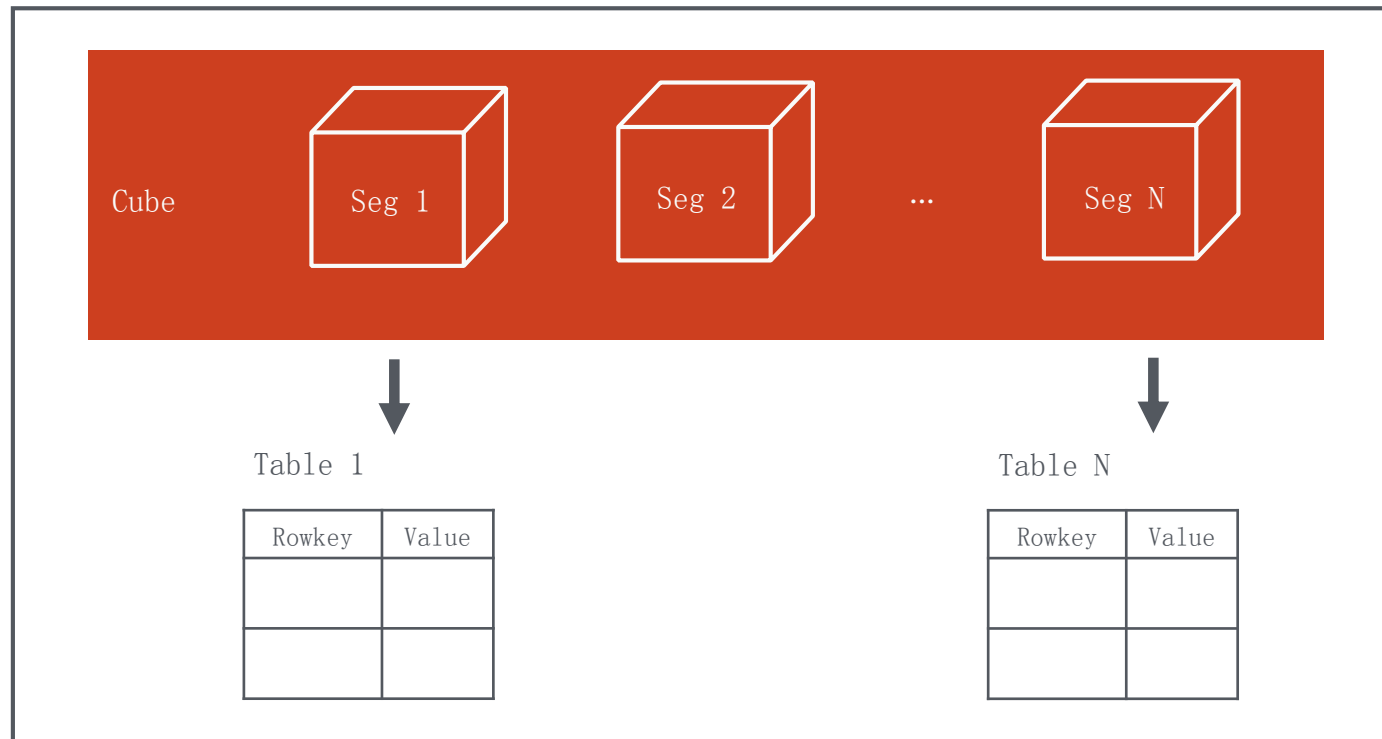 Cube
Seg 1
Seg 2
…
Seg N
Table 1
Table N
Rowkey Value
Rowkey Value